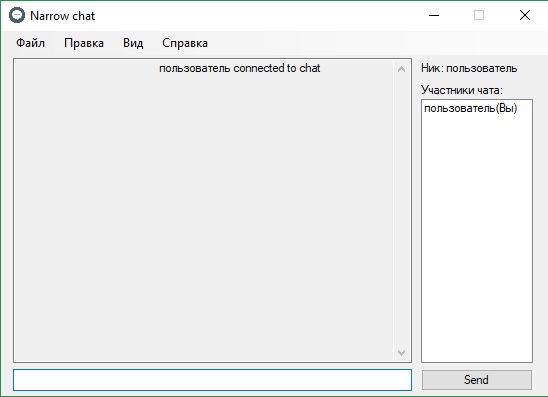 Narrow chat
Файл Правка Вид Справка
пользователь connected to chat
Ник: пользователь
Участники чата:
пользователь(Вы)
Send